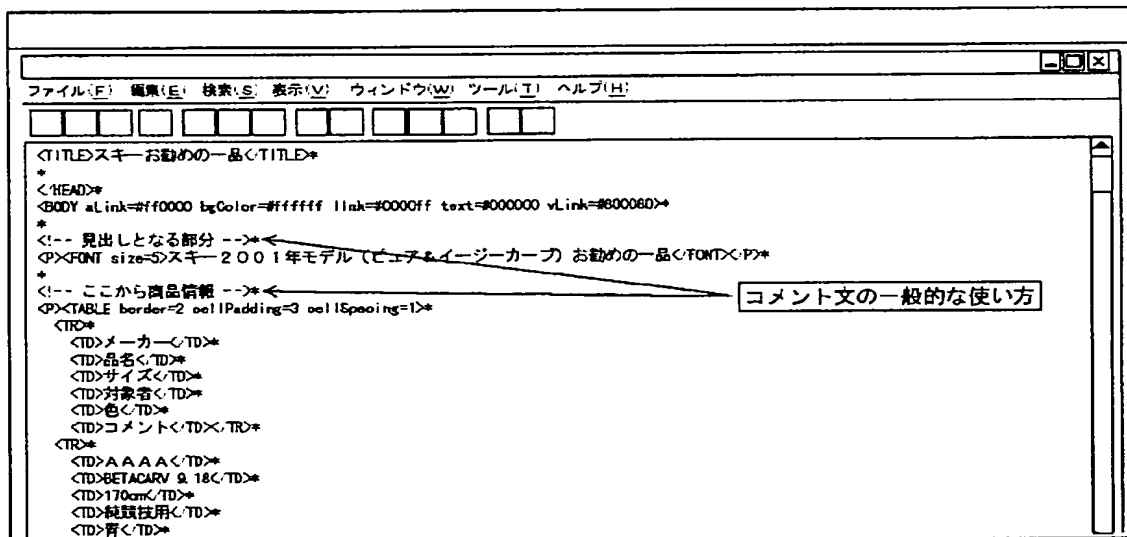 ファイル(F) 編集(E) 検索(S) 表示(V) ウィンドウ(W) ツール(T) ヘルプ(H)
<TITLE>スキーお勧めの一品</TITLE>*
*
</HEAD>*
<BODY aLink=#ff0000 bgColor=#ffffff link=#0000ff text=#000000 vLink=#800080>*
*
<!-- 見出しとなる部分 -->*
<P><FONT size=5>スキー2001年モデル(ピュア&イージーカーブ) お勧めの一品</FONT></P>*
*
<!-- ここから商品情報 -->*
コメント文の一般的な使い方
<P><TABLE border=2 cellPadding=3 cellSpacing=1>*
<TR>*
<TD>メーカー</TD>*
<TD>品名</TD>*
<TD>サイズ</TD>*
<TD>対象者</TD>*
<TD>色</TD>*
<TD>コメント</TD></TR>*
<TR>*
<TD>AAAA</TD>*
<TD>BETACARV 9.18</TD>*
<TD>170cm</TD>*
<TD>純競技用</TD>*
<TD>青</TD>*